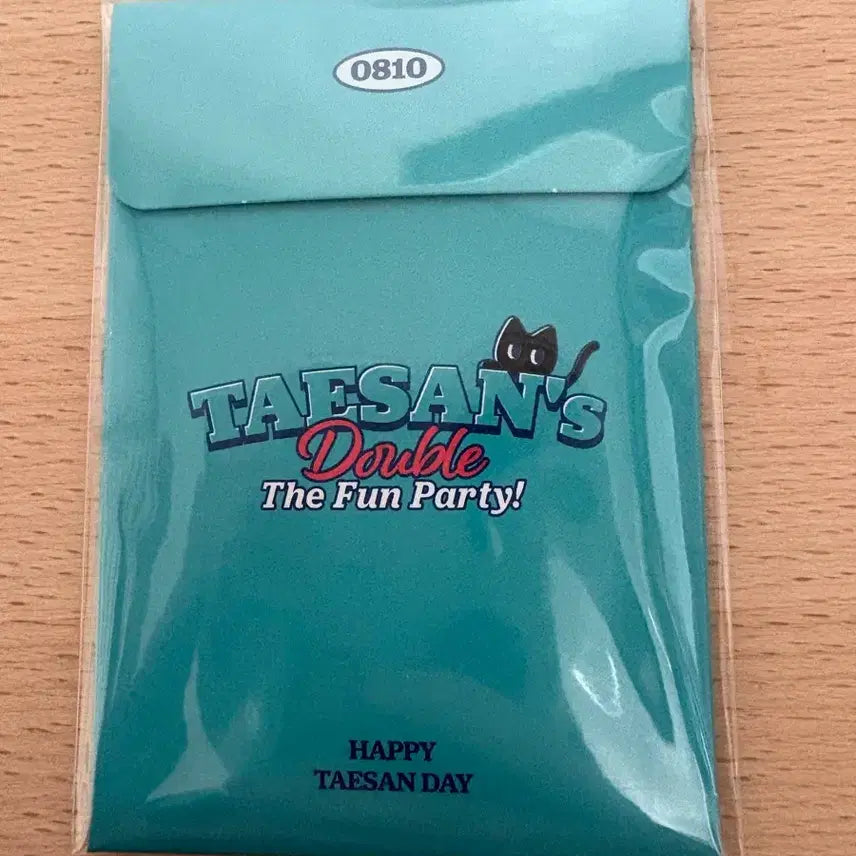 0810
TAESAN's
Double
The Fun Party!
HAPPY
TAESAN DAY